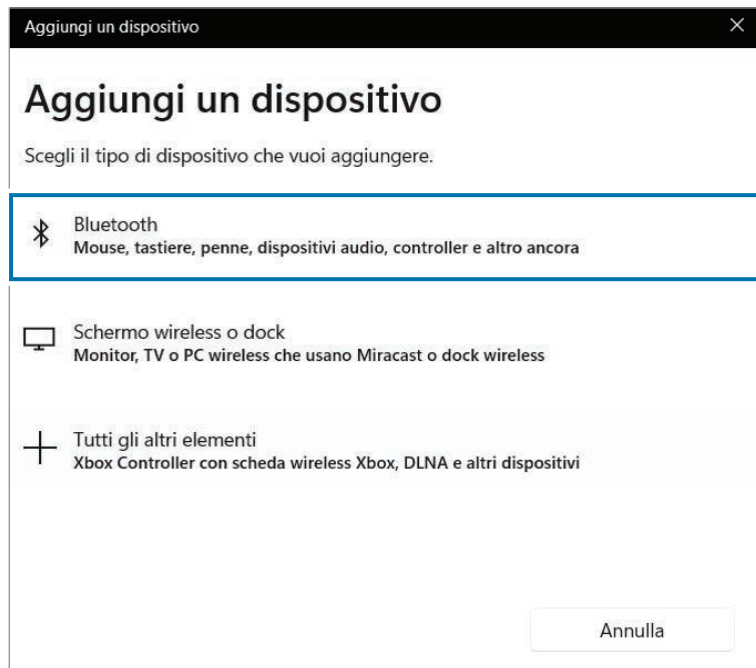 Aggiungi un dispositivo
Aggiungi un dispositivo
Scegli il tipo di dispositivo che vuoi aggiungere.
Bluetooth
Mouse, tastiere, penne, dispositivi audio, controller e altro ancora
Schermo wireless o dock
Monitor, TV o PC wireless che usano Miracast o dock wireless
Tutti gli altri elementi
Xbox Controller con scheda wireless Xbox, DLNA e altri dispositivi
Annulla